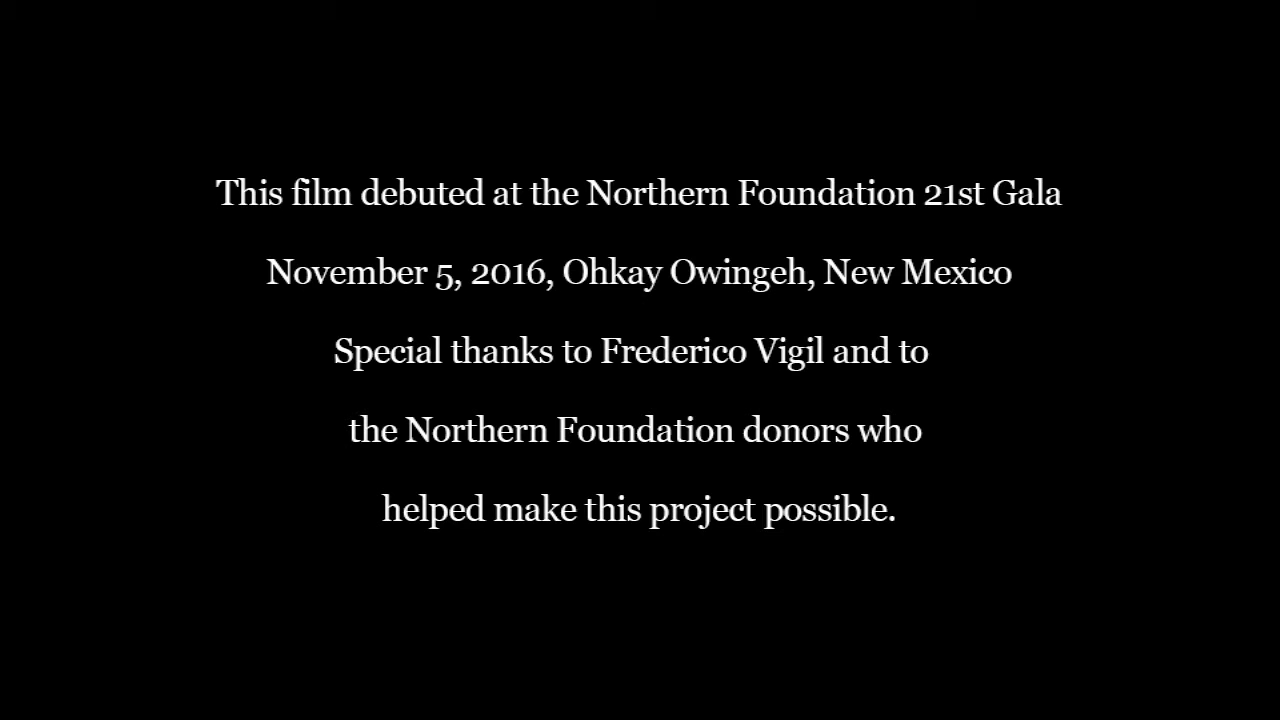 This film debuted at the Northern Foundation 21st Gala
November 5, 2016, Ohkay Owingeh, New Mexico
Special thanks to Frederico Vigil and to
the Northern Foundation donors who
helped make this project possible.